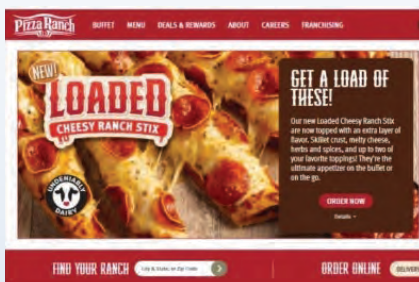 Pizza Ranch
BUFFET MENU DEALS & REWARDS ABOUT CAREERS FRANCHISING
NEW!
LOADED
CHEESY RANCH STIX
UNDENIABLY
DAIRY
GET A LOAD OF
THESE!
Our new Loaded Cheesy Ranch Stix
are now topped with an extra layer of
flavor. Skillet crust, melty cheese,
herbs and spices, and up to two of
your favorite toppings! They're the
ultimate appetizer on the buffet or
on the go.
ORDER NOW
Details
FIND YOUR RANCH City & State, or Zip Code
ORDER ONLINE DELIVERY